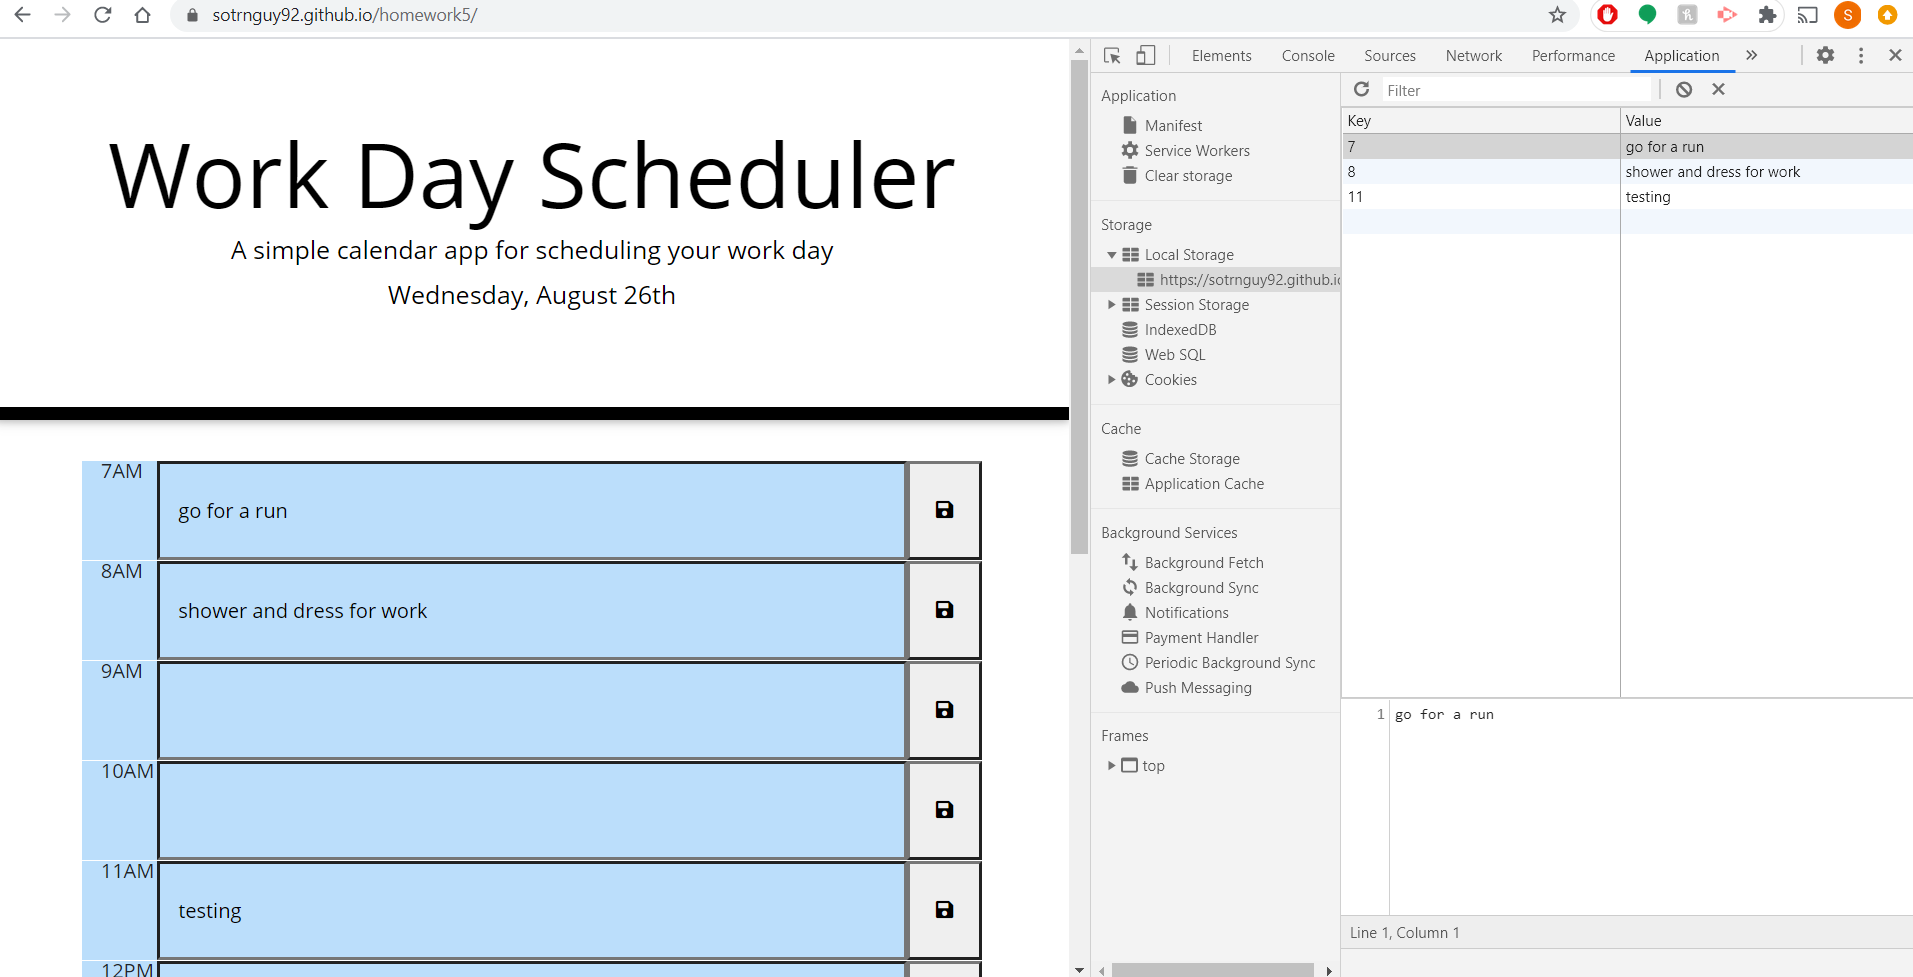 sotrnguy92.github.io/homework5/
S
Work Day Scheduler
A simple calendar app for scheduling your work day
Wednesday, August 26th
7AM
go for a run
8AM
shower and dress for work
9AM
10AM
11AM
testing
12PM
Elements Console Sources Network Performance Application
Application
Manifest
Service Workers
Clear storage
Storage
Local Storage
https://sotrnguy92.github.io
Session Storage
IndexedDB
Web SQL
Cookies
Cache
Cache Storage
Application Cache
Background Services
Background Fetch
Background Sync
Notifications
Payment Handler
Periodic Background Sync
Push Messaging
Frames
top
Filter
Key Value
7 go for a run
8 shower and dress for work
11 testing
1 go for a run
Line 1, Column 1